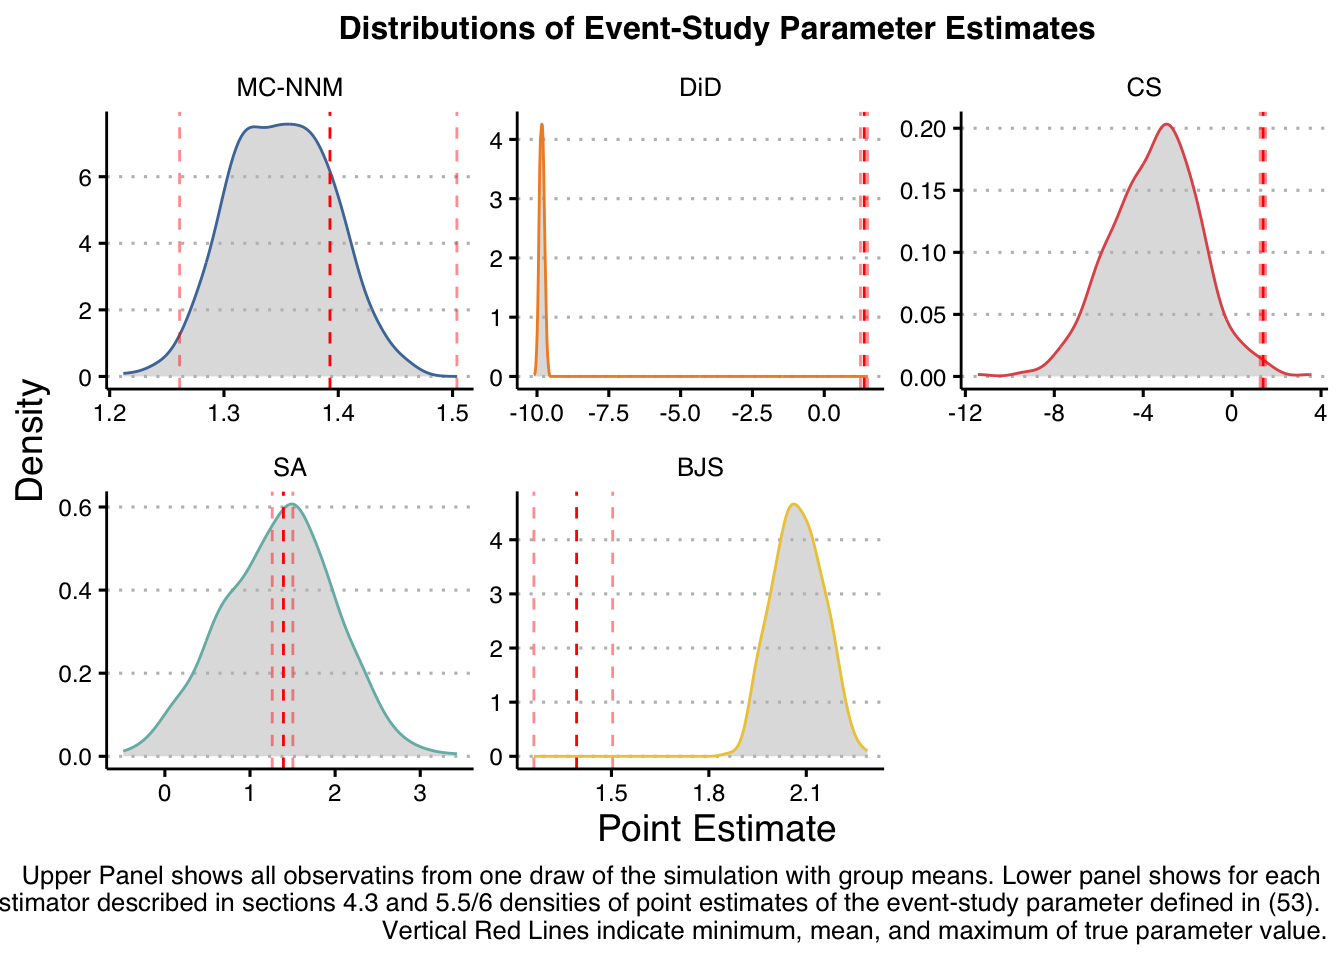 Distributions of Event-Study Parameter Estimates
MC-NNM
DiD
CS
6
4
2
0
1.2 1.3 1.4 1.5
4
3
2
1
0
-10.0 -7.5 -5.0 -2.5 0.0
0.20
0.15
0.10
0.05
0.00
-12 -8 -4 0 4
Density
SA
BJS
0.6
0.4
0.2
0.0
0 1 2 3
4
3
2
1
0
1.5 1.8 2.1
Point Estimate
Upper Panel shows all observatins from one draw of the simulation with group means. Lower panel shows for each
stimator described in sections 4.3 and 5.5/6 densities of point estimates of the event-study parameter defined in (53).
Vertical Red Lines indicate minimum, mean, and maximum of true parameter value.